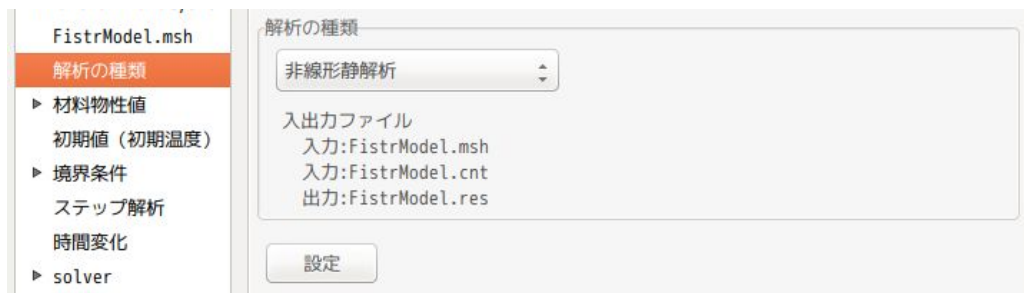 FistrModel.msh
解析の種類
▶ 材料物性値
初期値（初期温度）
▶ 境界条件
ステップ解析
時間変化
▶ solver
解析の種類
非線形静解析
入出力ファイル
入力:FistrModel.msh
入力:FistrModel.cnt
出力:FistrModel.res
設定